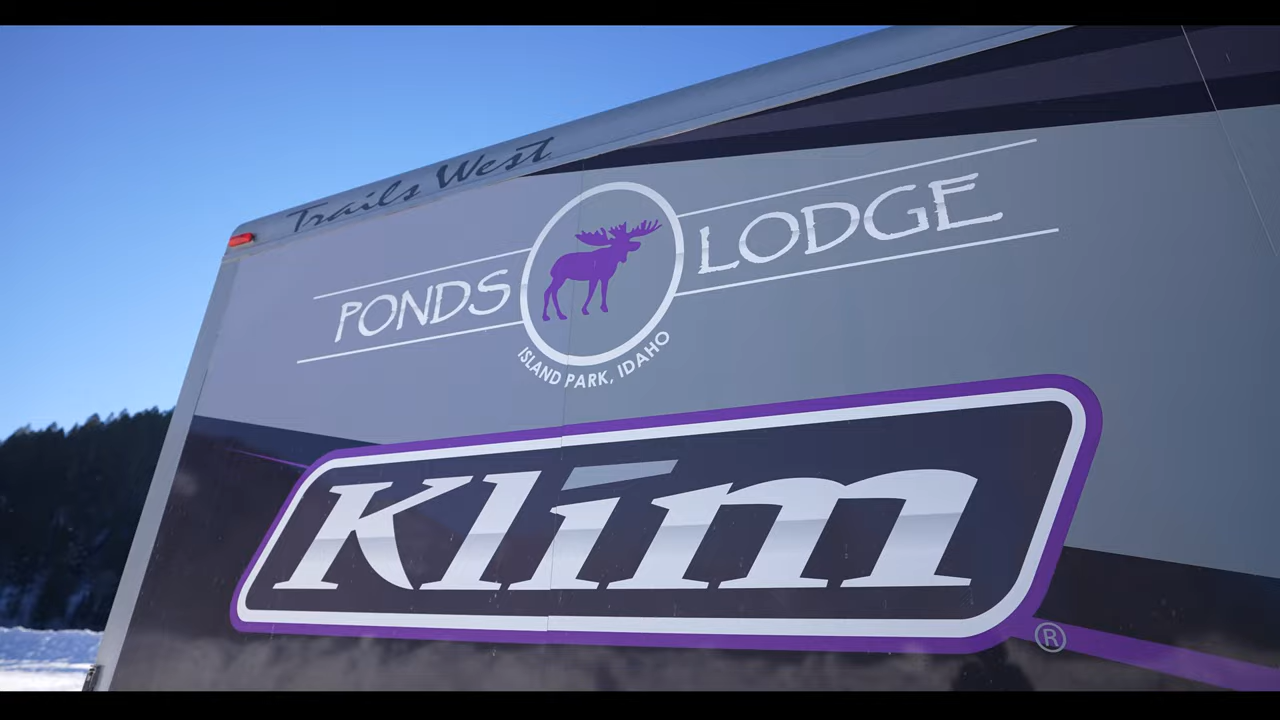 Trails West
PONDS LODGE
ISLAND PARK, IDAHO
Klim
®